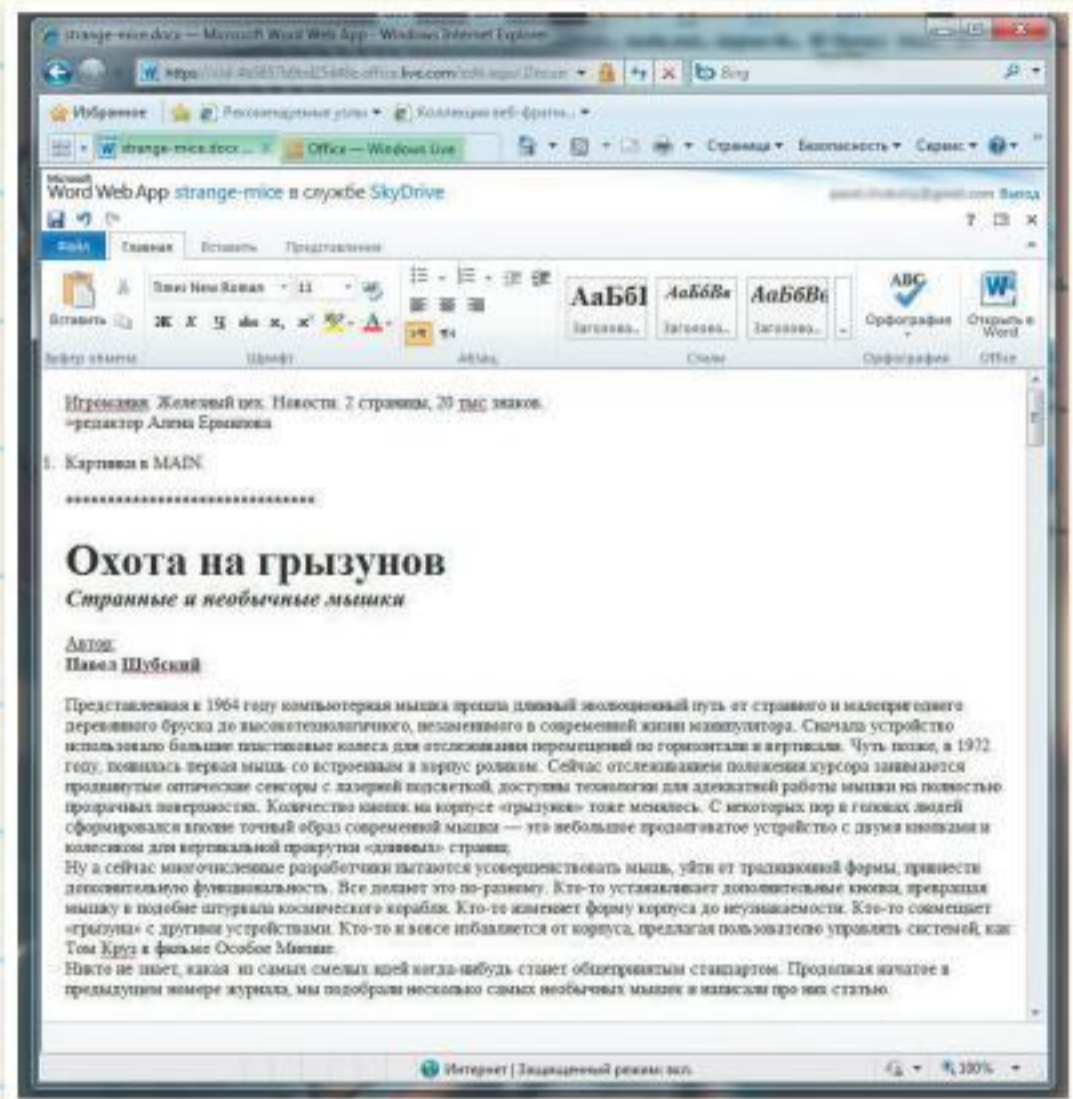 strange-mice.docx — Microsoft Word Web App - Windows Internet Explorer
live.com
Bing
Избранное Рекомендуемые узлы Коллекция веб-фрагм...
strange-mice.docx ... Office — Windows Live Страница Безопасность Сервис
Microsoft
Word Web App strange-mice в службе SkyDrive Выход
Файл Главная Вставить Представление
Вставить
Times New Roman 11
Ж К Ч abc x, x²
АаБбІ АаБбВв АаБбВв
Заголово... Заголово... Заголово...
ABC
Орфография
Открыть в
Word
Буфер обмена Шрифт Абзац Стили Орфография Office
Игромания. Железный цех. Новости. 2 страницы, 20 тыс знаков.
=редактор Алена Ермакова
1. Картинки в MAIN.
******************************
Охота на грызунов
Странные и необычные мышки
Автор:
Павел Шубский
Представленная в 1964 году компьютерная мышка прошла длинный эволюционный путь от странного и малопригодного
деревянного бруска до высокотехнологичного, незаменимого в современной жизни манипулятора. Сначала устройство
использовало большие пластиковые колеса для отслеживания перемещений по горизонтали и вертикали. Чуть позже, в 1972
году, появилась первая мышь со встроенным в корпус роликом. Сейчас отслеживанием положения курсора занимаются
продвинутые оптические сенсоры с лазерной подсветкой, доступны технологии для адекватной работы мышки на полностью
прозрачных поверхностях. Количество кнопок на корпусе «грызунов» тоже менялось. С некоторых пор в головах людей
сформировался вполне точный образ современной мышки — это небольшое продолговатое устройство с двумя кнопками и
колесиком для вертикальной прокрутки «длинных» страниц.
Ну а сейчас многочисленные разработчики пытаются усовершенствовать мышь, уйти от традиционной формы, привнести
дополнительную функциональность. Все делают это по-разному. Кто-то устанавливает дополнительные кнопки, превращая
мышку в подобие штурвала космического корабля. Кто-то изменяет форму корпуса до неузнаваемости. Кто-то совмещает
«грызуна» с другими устройствами. Кто-то и вовсе избавляется от корпуса, предлагая пользователю управлять системой, как
Том Круз в фильме Особое Мнение.
Никто не знает, какая из самых смелых идей когда-нибудь станет общепринятым стандартом. Продолжая начатое в
предыдущем номере журнала, мы подобрали несколько самых необычных мышек и написали про них статью.
Интернет | Защищенный режим: вкл. 100%